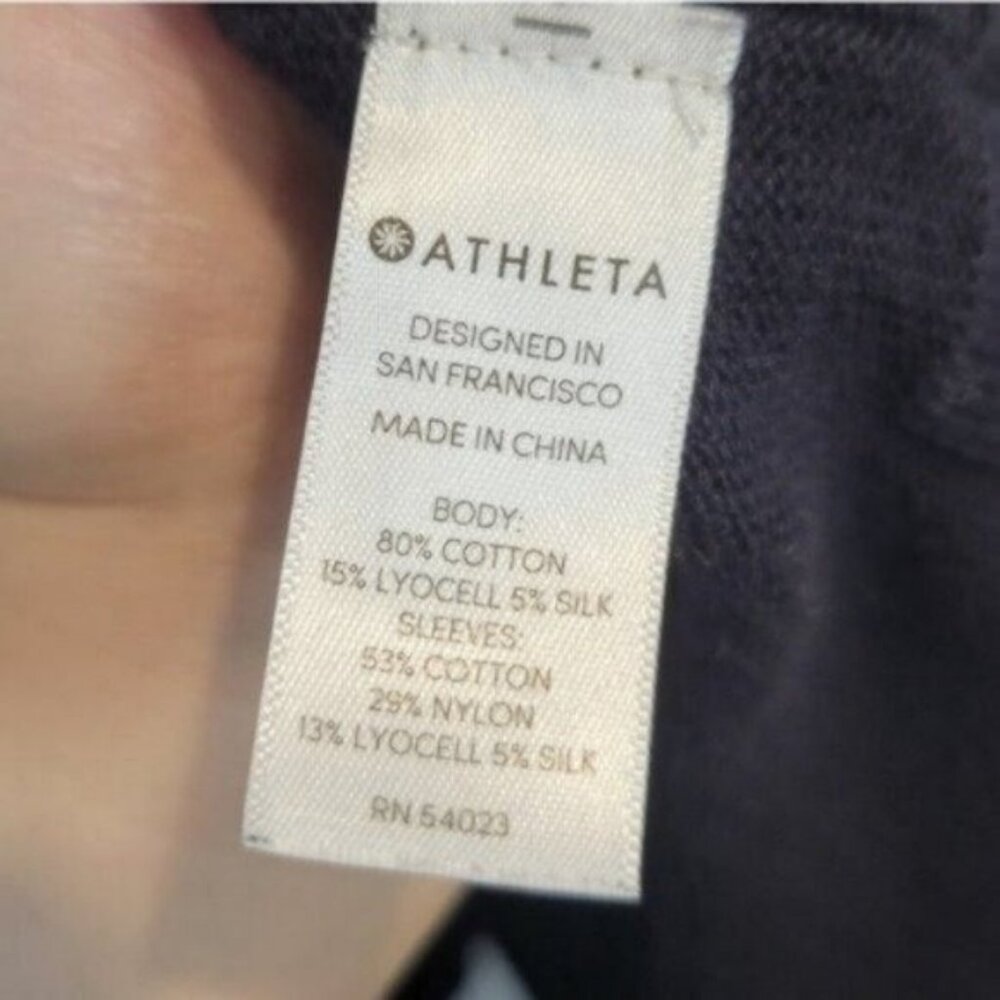 ATHLETA
DESIGNED IN
SAN FRANCISCO
MADE IN CHINA
BODY:
80% COTTON
15% LYOCELL 5% SILK
SLEEVES:
53% COTTON
29% NYLON
13% LYOCELL 5% SILK
RN 54023